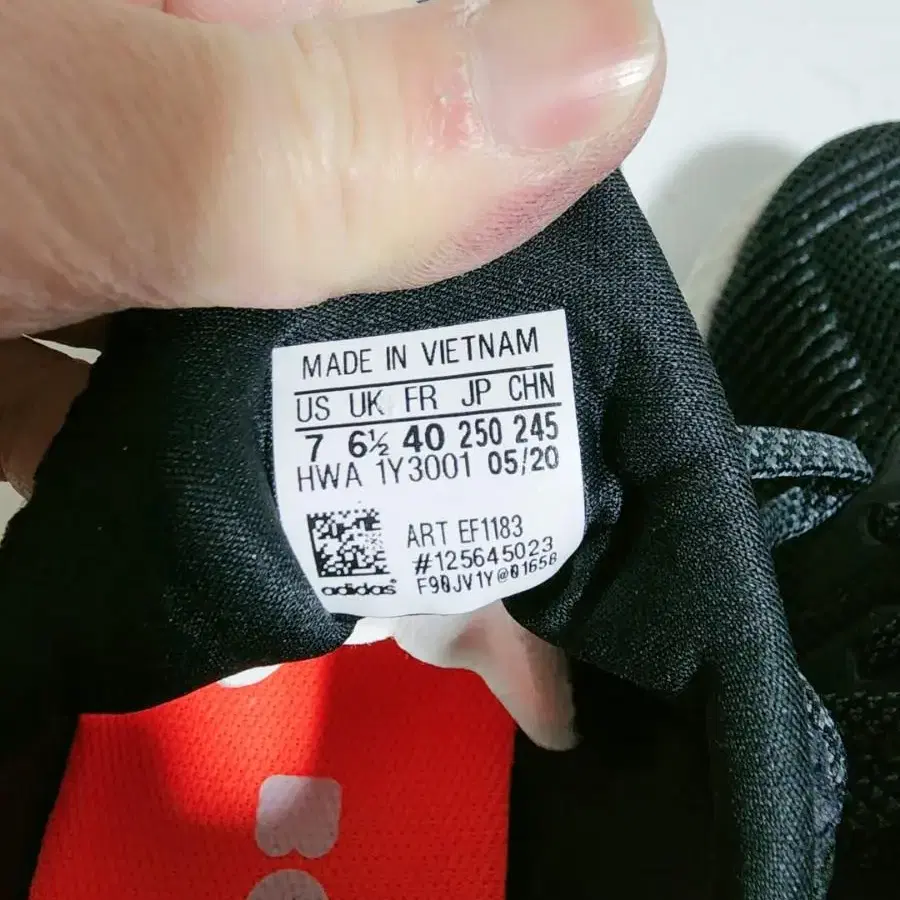 MADE IN VIETNAM
US UK FR JP CHN
7 6½ 40 250 245
HWA 1Y3001 05/20
ART EF1183
#125645023
F90JV1Y@01658
adidas